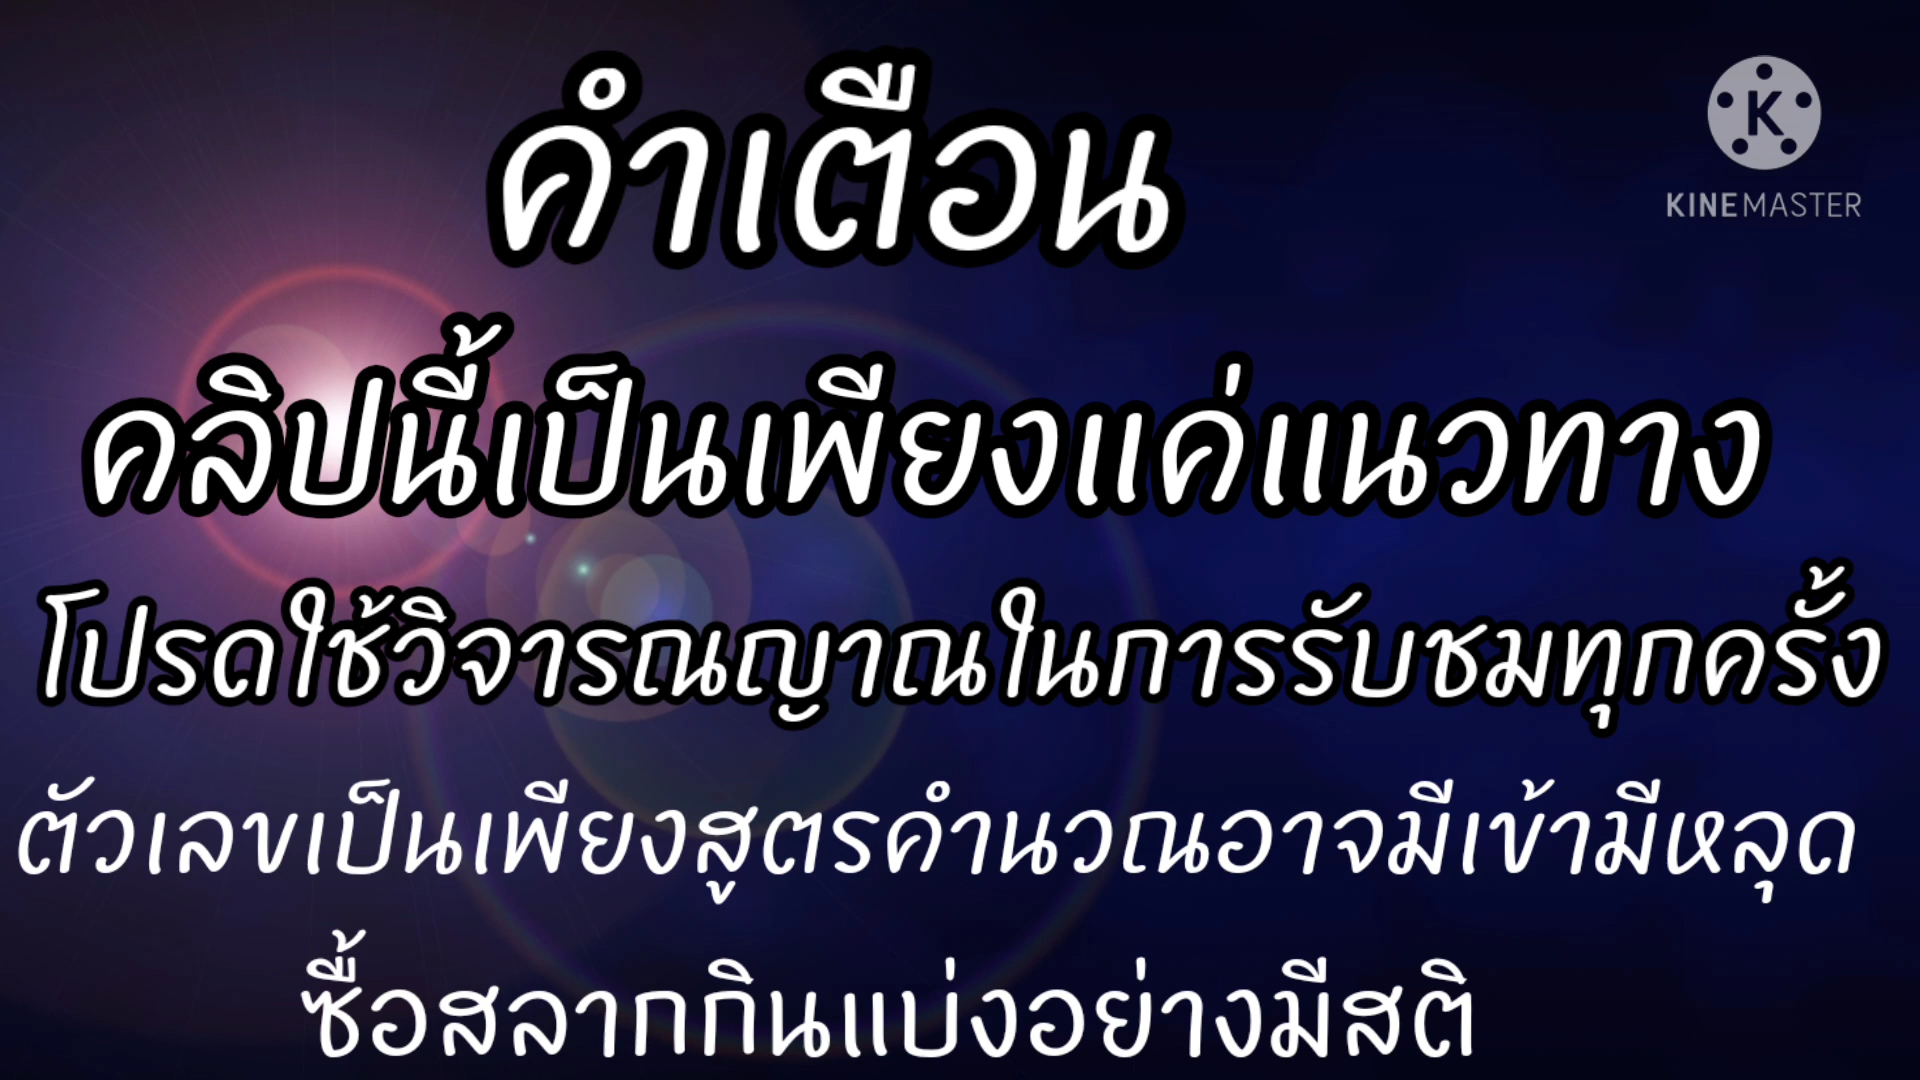 คำเตือน
K
KINEMASTER
คลิปนี้เป็นเพียงแค่แนวทาง
โปรดใช้วิจารณญาณในการรับชมทุกครั้ง
ตัวเลขเป็นเพียงสูตรคำนวณอาจมีเข้ามีหลุด
ซื้อสลากกินแบ่งอย่างมีสติ